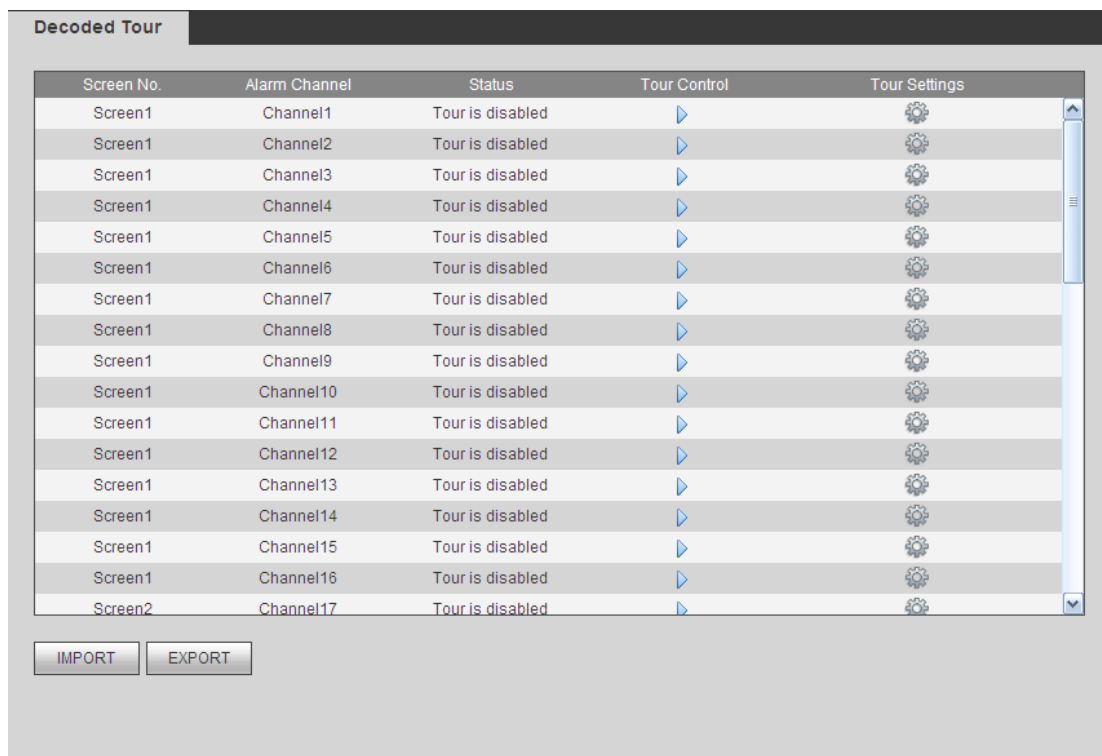 Decoded Tour
Screen No. Alarm Channel Status Tour Control Tour Settings
Screen1 Channel1 Tour is disabled
Screen1 Channel2 Tour is disabled
Screen1 Channel3 Tour is disabled
Screen1 Channel4 Tour is disabled
Screen1 Channel5 Tour is disabled
Screen1 Channel6 Tour is disabled
Screen1 Channel7 Tour is disabled
Screen1 Channel8 Tour is disabled
Screen1 Channel9 Tour is disabled
Screen1 Channel10 Tour is disabled
Screen1 Channel11 Tour is disabled
Screen1 Channel12 Tour is disabled
Screen1 Channel13 Tour is disabled
Screen1 Channel14 Tour is disabled
Screen1 Channel15 Tour is disabled
Screen1 Channel16 Tour is disabled
Screen2 Channel17 Tour is disabled
IMPORT EXPORT